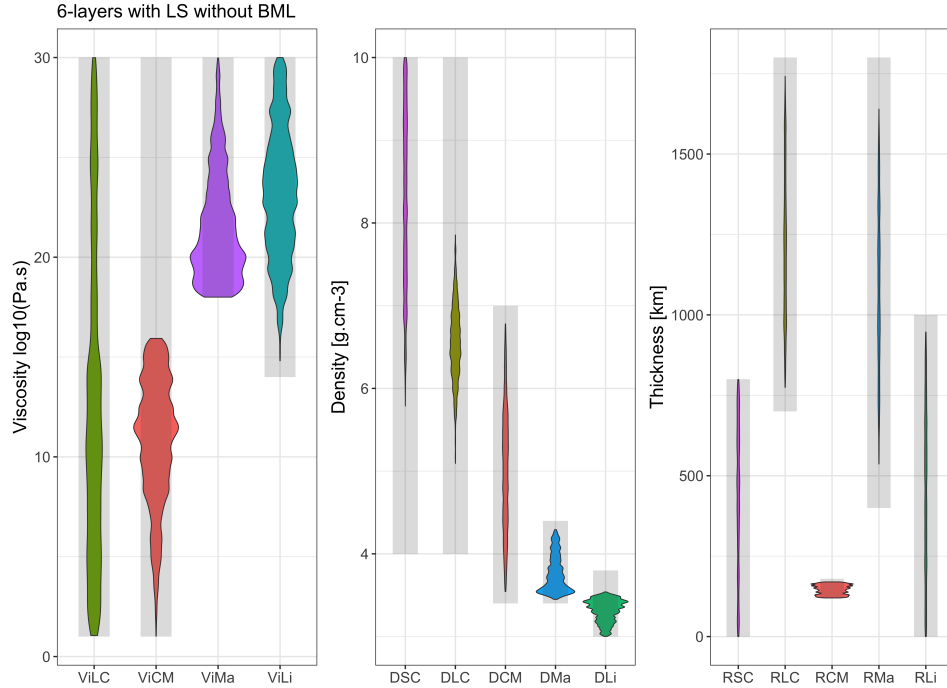 6-layers with LS without BML
Viscosity log10(Pa.s)
30
20
10
0
ViLC ViCM ViMa ViLi
Density [g.cm-3]
10
8
6
4
DSC DLC DCM DMa DLi
Thickness [km]
1500
1000
500
0
RSC RLC RCM RMa RLi